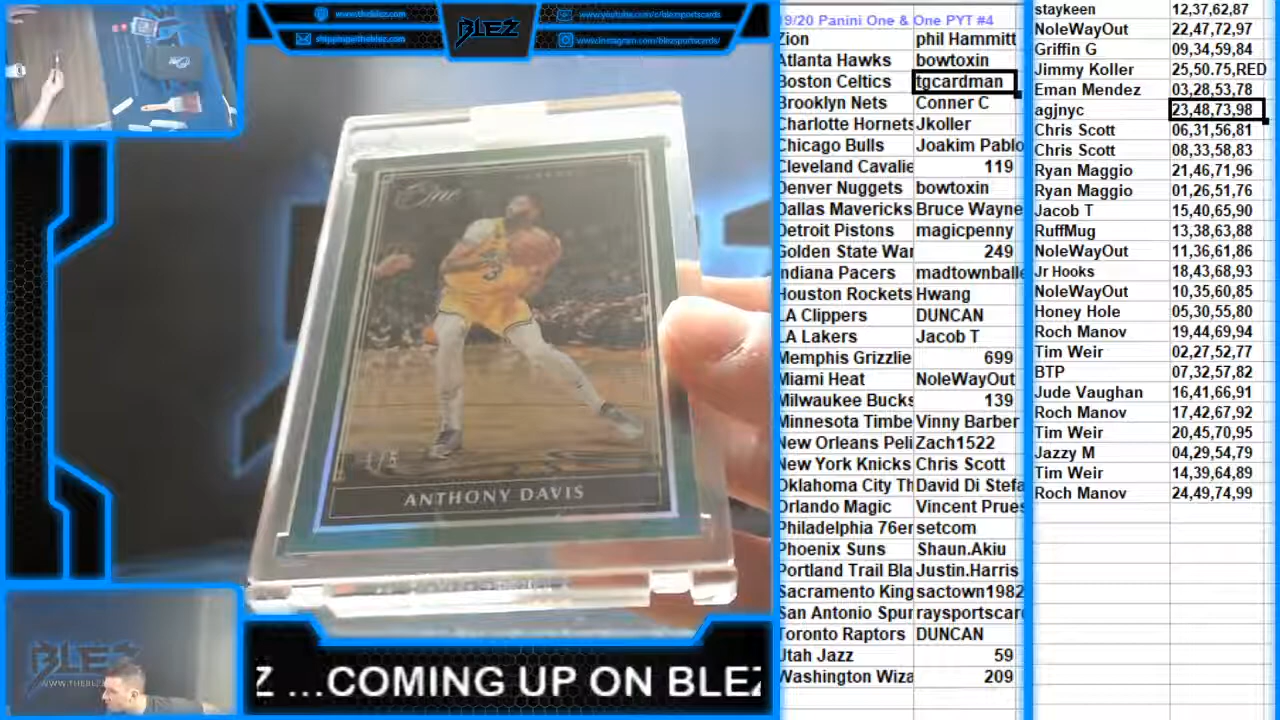 www.theblez.com
shipping@theblez.com
BLEZ
www.youtube.com/c/blezsportscards
www.instagram.com/blezsportscards/
One
ANTHONY DAVIS
BLEZ
Z ...COMING UP ON BLEZ
19/20 Panini One & One PYT #4
Zion phil Hammitt
Atlanta Hawks bowtoxin
Boston Celtics tgcardman
Brooklyn Nets Conner C
Charlotte Hornets Jkoller
Chicago Bulls Joakim Pablo
Cleveland Cavalie 119
Denver Nuggets bowtoxin
Dallas Mavericks Bruce Wayne
Detroit Pistons magicpenny
Golden State War 249
Indiana Pacers madtownballe
Houston Rockets Hwang
LA Clippers DUNCAN
LA Lakers Jacob T
Memphis Grizzlie 699
Miami Heat NoleWayOut
Milwaukee Bucks 139
Minnesota Timbe Vinny Barber
New Orleans Peli Zach1522
New York Knicks Chris Scott
Oklahoma City Th David Di Stefa
Orlando Magic Vincent Prues
Philadelphia 76er setcom
Phoenix Suns Shaun.Akiu
Portland Trail Bla Justin.Harris
Sacramento King sactown1982
San Antonio Spur raysportscar
Toronto Raptors DUNCAN
Utah Jazz 59
Washington Wiza 209
staykeen 12,37,62,87
NoleWayOut 22,47,72,97
Griffin G 09,34,59,84
Jimmy Koller 25,50.75,RED
Eman Mendez 03,28,53,78
agjnyc 23,48,73,98
Chris Scott 06,31,56,81
Chris Scott 08,33,58,83
Ryan Maggio 21,46,71,96
Ryan Maggio 01,26,51,76
Jacob T 15,40,65,90
RuffMug 13,38,63,88
NoleWayOut 11,36,61,86
Jr Hooks 18,43,68,93
NoleWayOut 10,35,60,85
Honey Hole 05,30,55,80
Roch Manov 19,44,69,94
Tim Weir 02,27,52,77
BTP 07,32,57,82
Jude Vaughan 16,41,66,91
Roch Manov 17,42,67,92
Tim Weir 20,45,70,95
Jazzy M 04,29,54,79
Tim Weir 14,39,64,89
Roch Manov 24,49,74,99